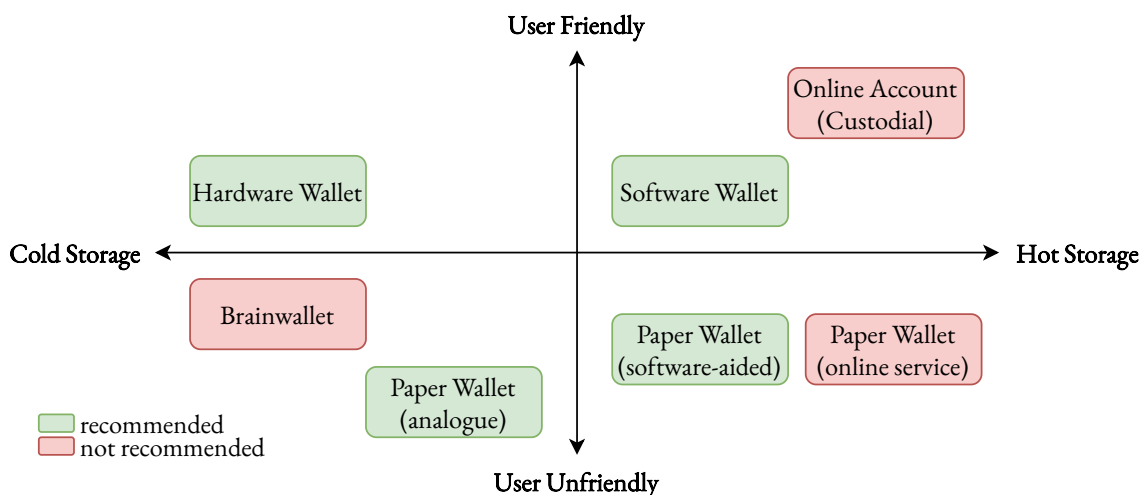 User Friendly
Online Account
(Custodial)
Hardware Wallet
Software Wallet
Cold Storage
Hot Storage
Brainwallet
Paper Wallet
(software-aided)
Paper Wallet
(online service)
Paper Wallet
(analogue)
recommended
not recommended
User Unfriendly